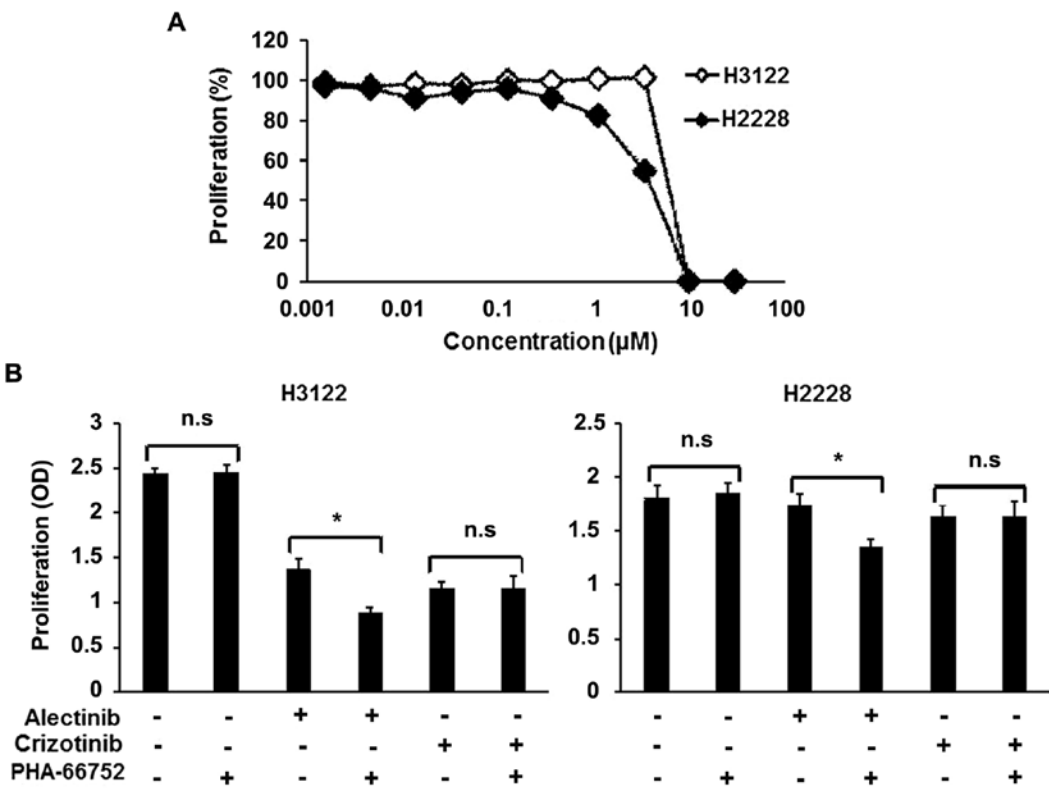 A
120
100
80
60
40
20
0
Proliferation (%)
0.001 0.01 0.1 1 10 100
Concentration (µM)
H3122
H2228
B
H3122
3
2.5
2
1.5
1
0.5
0
Proliferation (OD)
n.s
*
n.s
H2228
2.5
2
1.5
1
0.5
0
n.s
*
n.s
Alectinib - - + + - - - - + + - -
Crizotinib - - - - + + - - - - + +
PHA-66752 - + - + - + - + - + - +